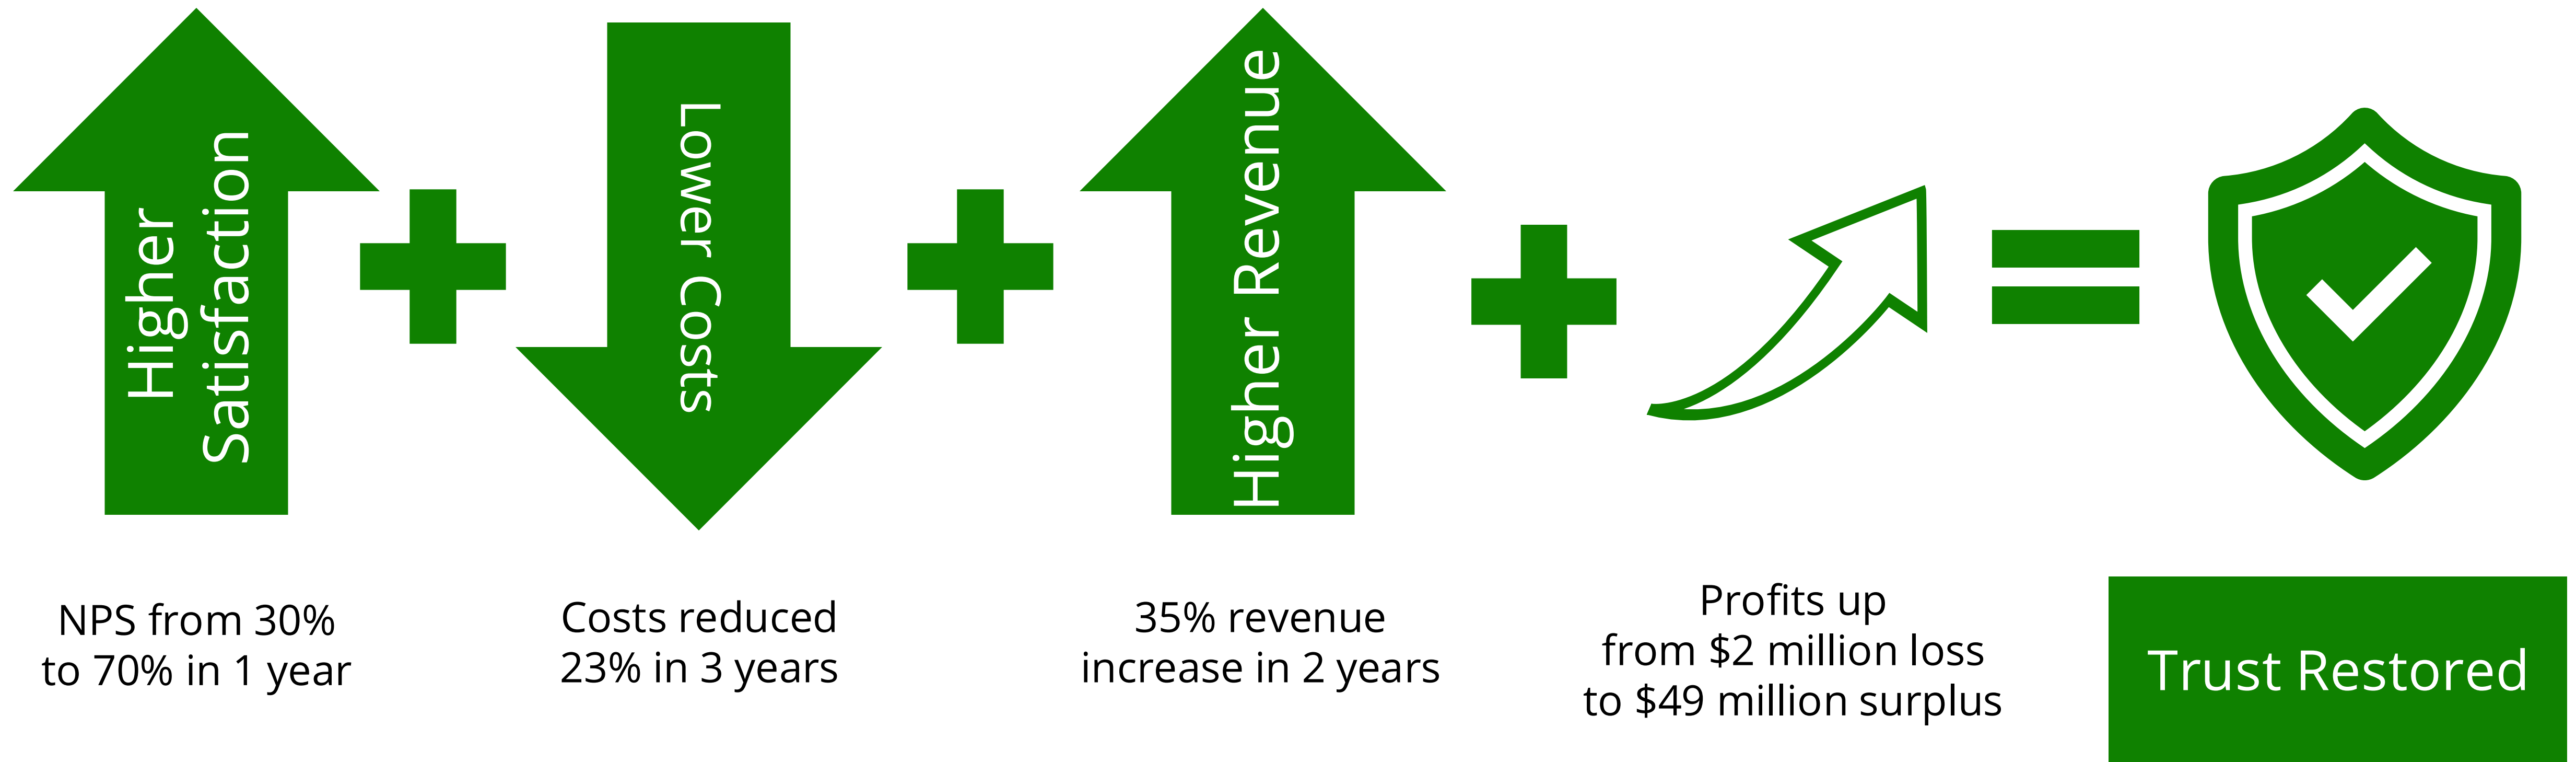 Higher
Satisfaction
Lower Costs
Higher Revenue
NPS from 30%
to 70% in 1 year
Costs reduced
23% in 3 years
35% revenue
increase in 2 years
Profits up
from $2 million loss
to $49 million surplus
Trust Restored